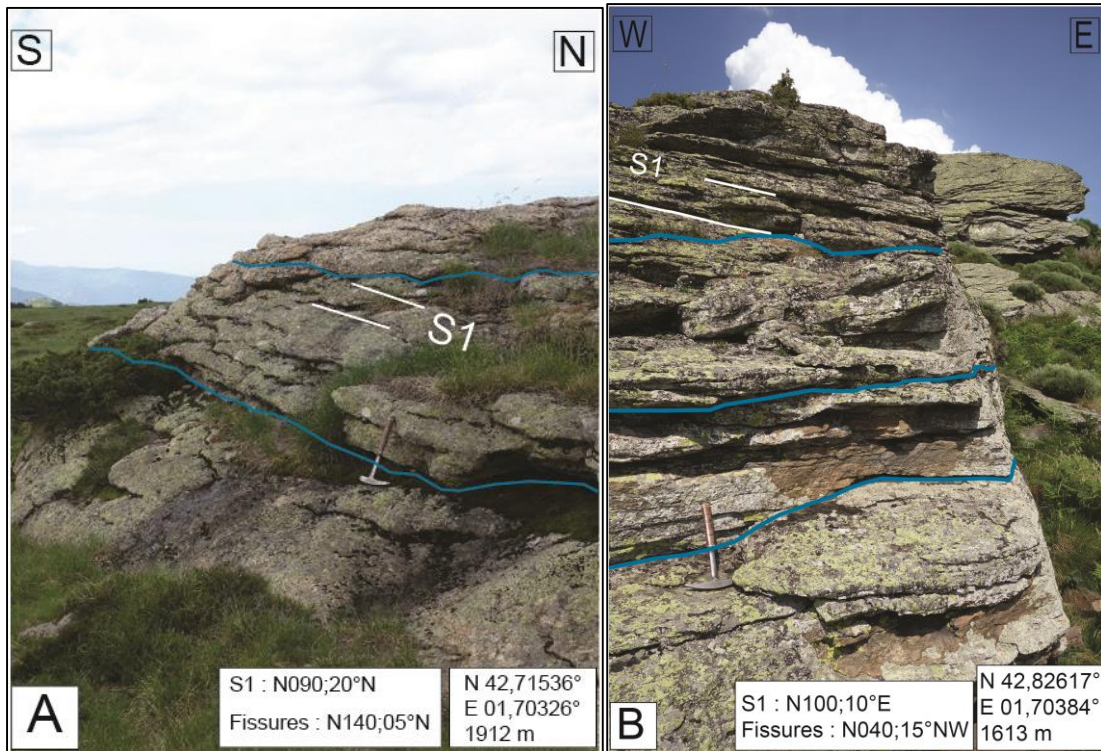 S
N
S1
A
S1 : N090;20°N
Fissures : N140;05°N
N 42,71536°
E 01,70326°
1912 m
W
E
S1
B
S1 : N100;10°E
Fissures : N040;15°NW
N 42,82617°
E 01,70384°
1613 m